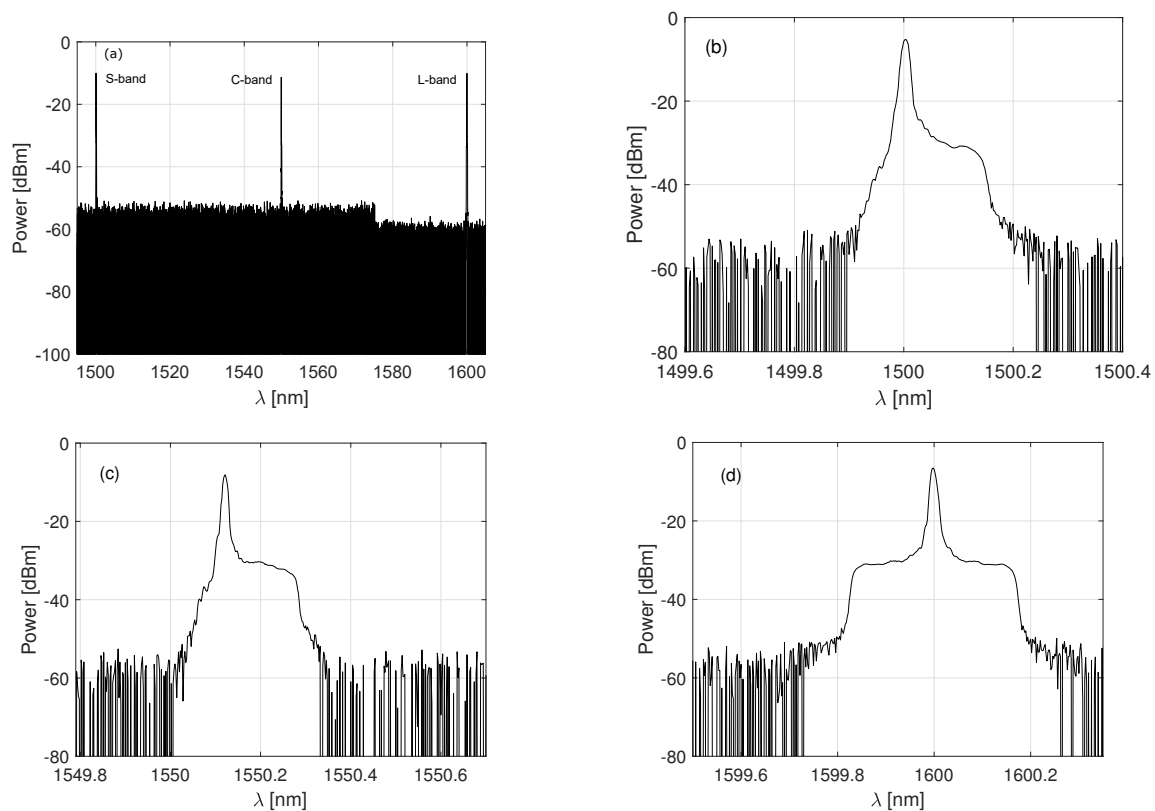 (a)
S-band C-band L-band
0
-20
-40
-60
-80
-100
Power [dBm]
1500 1520 1540 1560 1580 1600
λ [nm]
(b)
0
-20
-40
-60
-80
Power [dBm]
1499.6 1499.8 1500 1500.2 1500.4
λ [nm]
(c)
0
-20
-40
-60
-80
Power [dBm]
1549.8 1550 1550.2 1550.4 1550.6
λ [nm]
(d)
0
-20
-40
-60
-80
Power [dBm]
1599.6 1599.8 1600 1600.2
λ [nm]